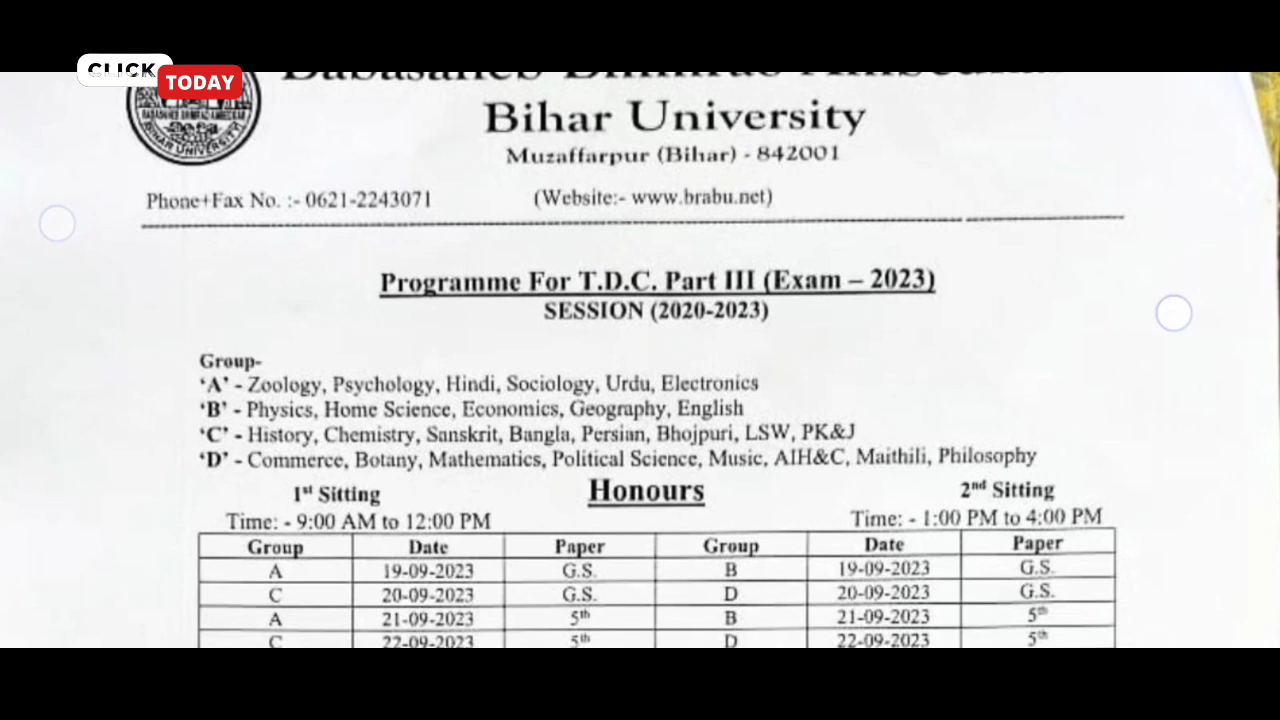 CLICK
TODAY
Babasaheb Bhimrao Ambedkar
Bihar University
Muzaffarpur (Bihar) - 842001
Phone+Fax No. :- 0621-2243071 (Website:- www.brabu.net)
Programme For T.D.C. Part III (Exam – 2023)
SESSION (2020-2023)
Group-
‘A’ - Zoology, Psychology, Hindi, Sociology, Urdu, Electronics
‘B’ - Physics, Home Science, Economics, Geography, English
‘C’ - History, Chemistry, Sanskrit, Bangla, Persian, Bhojpuri, LSW, PK&J
‘D’ - Commerce, Botany, Mathematics, Political Science, Music, AIH&C, Maithili, Philosophy
1st Sitting Honours 2nd Sitting
Time: - 9:00 AM to 12:00 PM Time: - 1:00 PM to 4:00 PM
Group Date Paper Group Date Paper
A 19-09-2023 G.S. B 19-09-2023 G.S.
C 20-09-2023 G.S. D 20-09-2023 G.S.
A 21-09-2023 5th B 21-09-2023 5th
C 22-09-2023 5th D 22-09-2023 5th